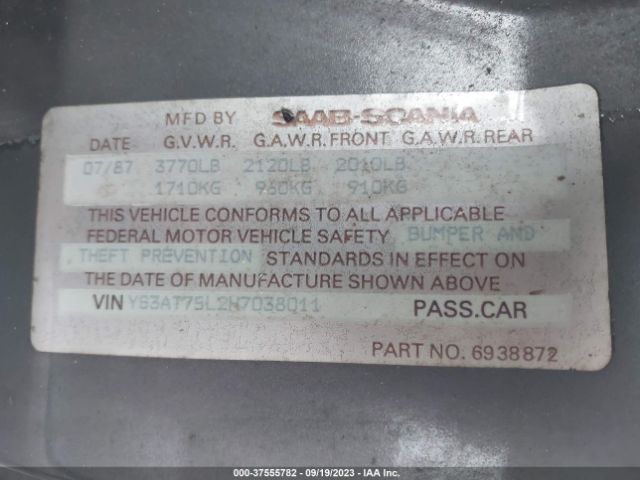 MFD BY SAAB-SCANIA
DATE G.V.W.R. G.A.W.R. FRONT G.A.W.R. REAR
07/87 3770LB 2120LB 2010LB
1710KG 960KG 910KG
THIS VEHICLE CONFORMS TO ALL APPLICABLE
FEDERAL MOTOR VEHICLE SAFETY BUMPER AND
THEFT PREVENTION STANDARDS IN EFFECT ON
THE DATE OF MANUFACTURE SHOWN ABOVE
VIN YS3AT75L2H7038011 PASS.CAR
PART NO. 6938872
000-37555782 - 09/19/2023 - IAA Inc.